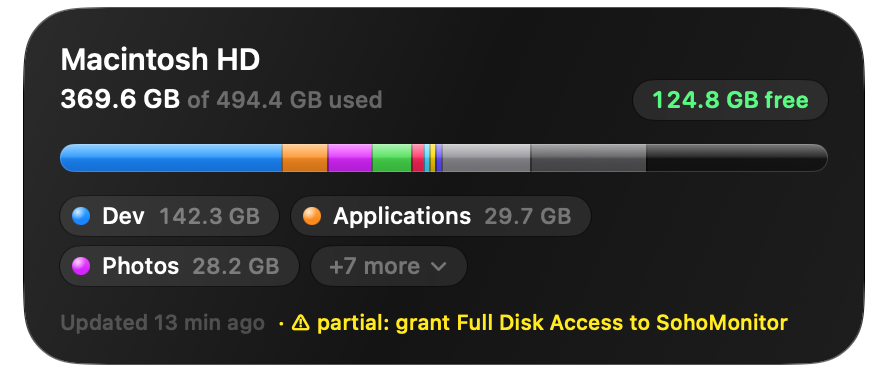 Macintosh HD
369.6 GB of 494.4 GB used
124.8 GB free
Dev 142.3 GB
Applications 29.7 GB
Photos 28.2 GB
+7 more
Updated 13 min ago · ⚠ partial: grant Full Disk Access to SohoMonitor